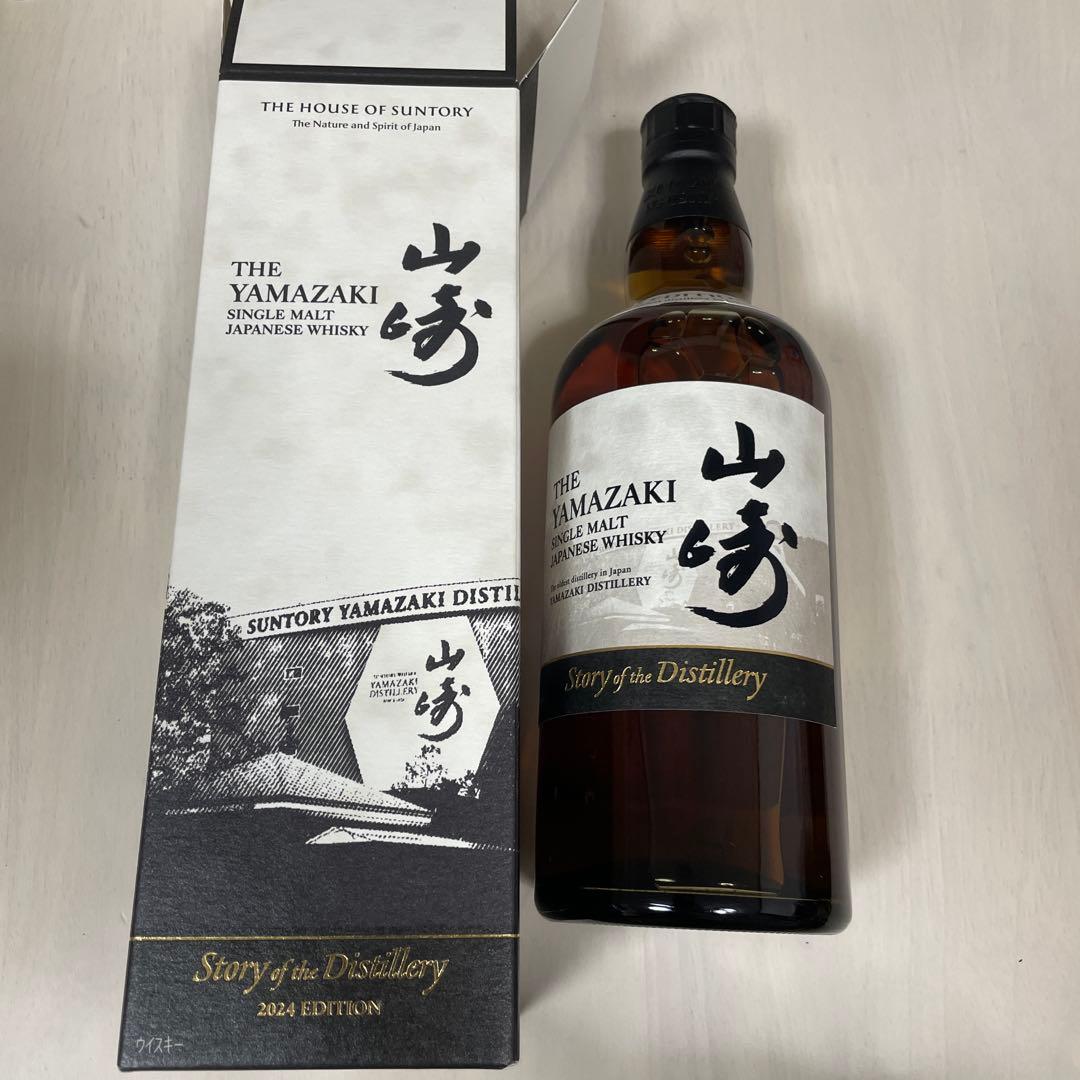 THE HOUSE OF SUNTORY
The Nature and Spirit of Japan
THE
YAMAZAKI
SINGLE MALT
JAPANESE WHISKY
山崎
SUNTORY YAMAZAKI DISTIL
YAMAZAKI
DISTILLERY
山崎
Story of the Distillery
2024 EDITION
ウイスキー
THE
YAMAZAKI
SINGLE MALT
JAPANESE WHISKY
The oldest distillery in Japan
YAMAZAKI DISTILLERY
山崎
Story of the Distillery